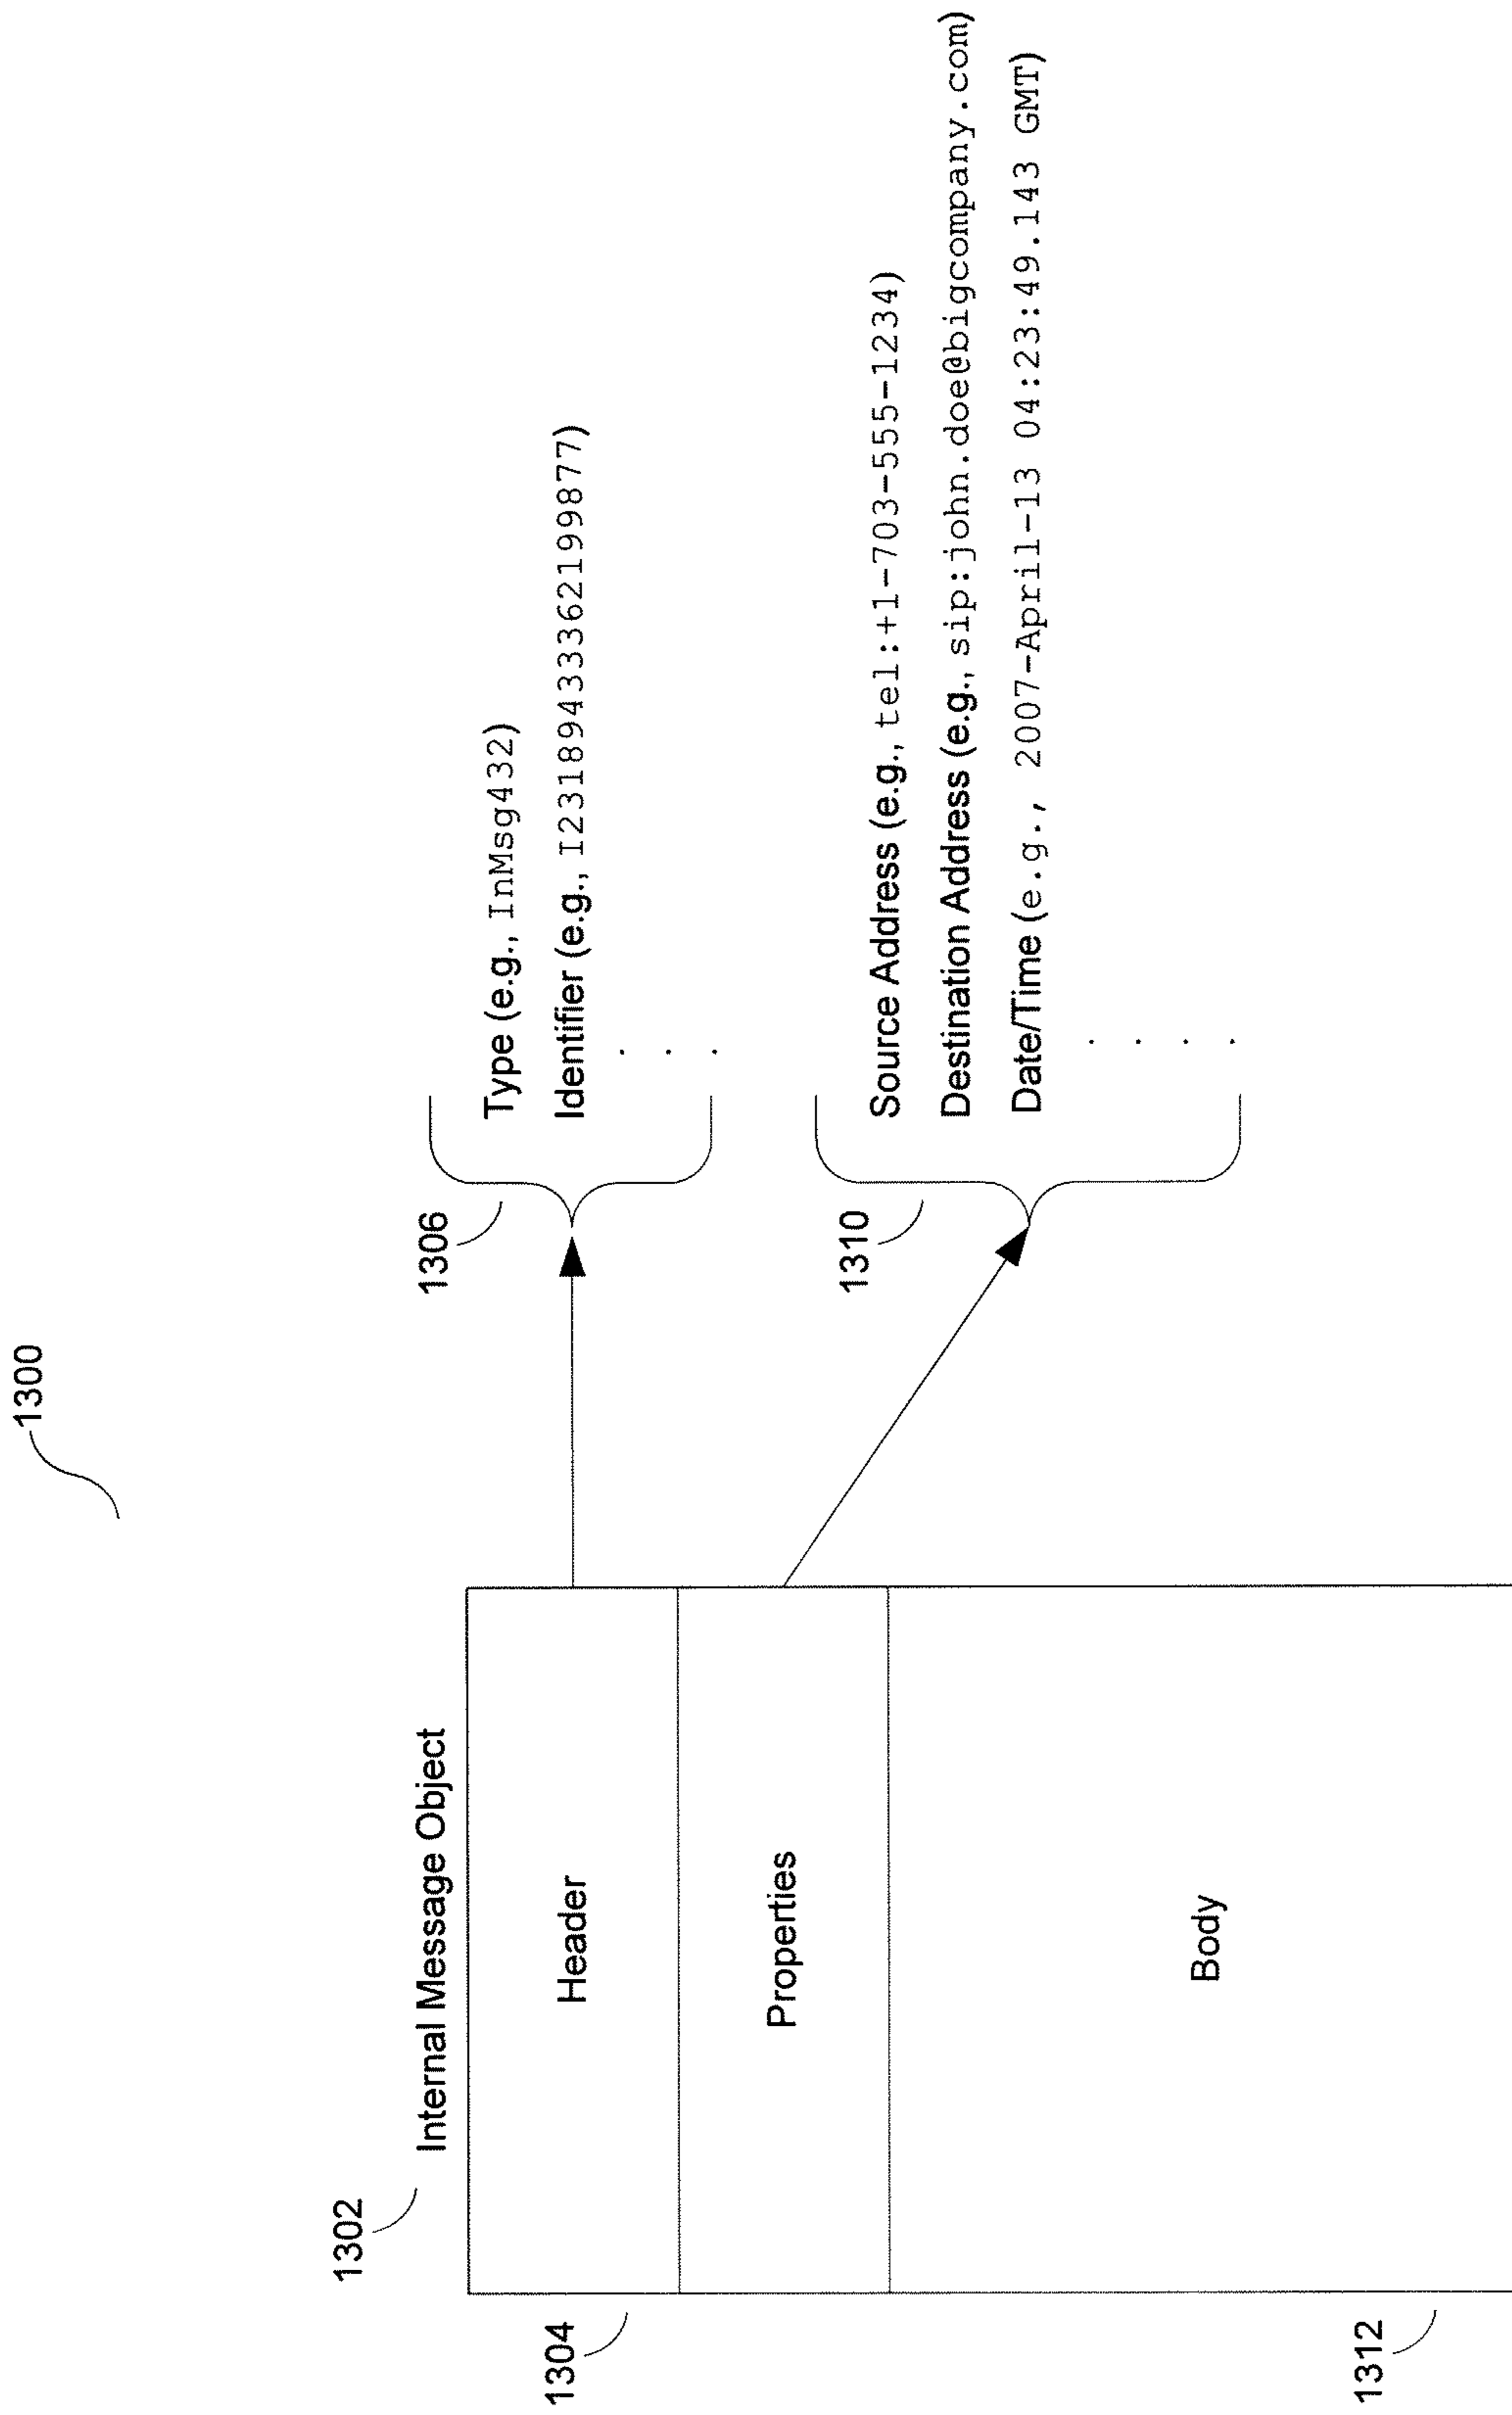 1300
1302
Internal Message Object
1304
Header
1306
Type (e.g., InMsg432)
Identifier (e.g., I2318943336219 9877)
Properties
1310
Source Address (e.g., tel:+1-703-555-1234)
Destination Address (e.g., sip:john.doe@bigcompany.com)
Date/Time (e.g., 2007-April-13 04:23:49.143 GMT)
1312
Body